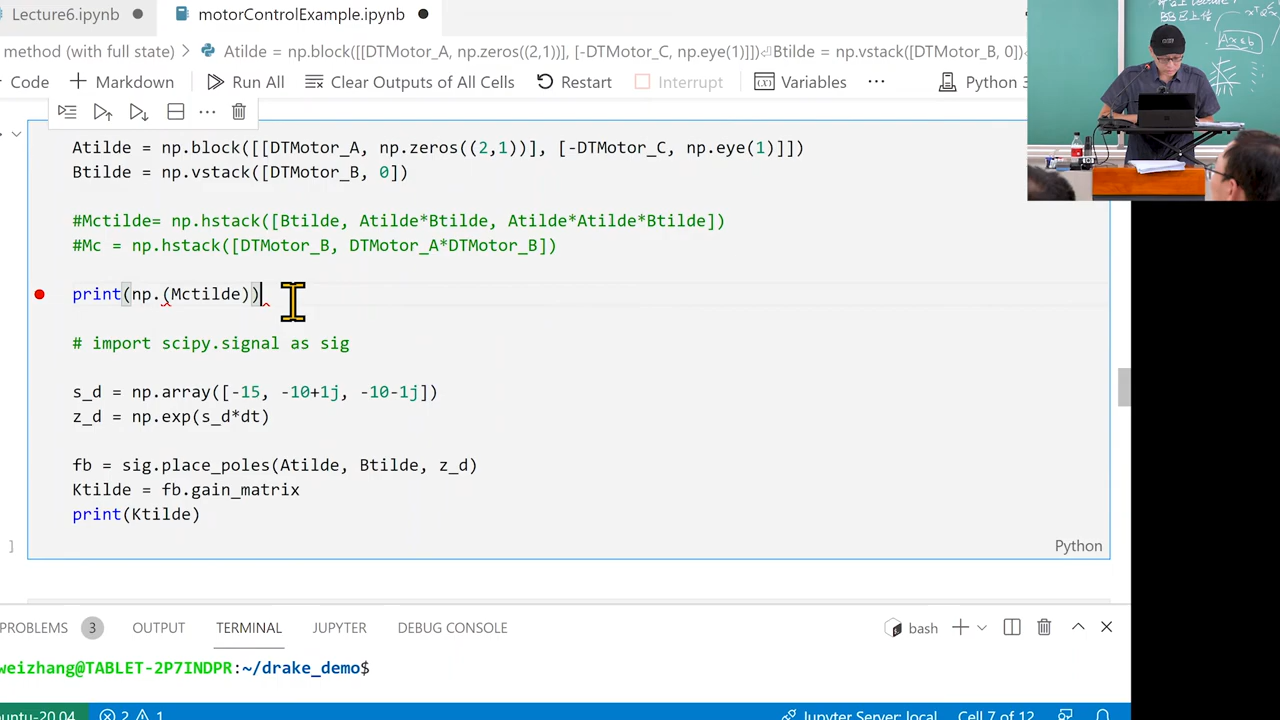 Lecture6.ipynb motorControlExample.ipynb
method (with full state) Atilde = np.block([[DTMotor_A, np.zeros((2,1))], [-DTMotor_C, np.eye(1)]]) Btilde = np.vstack([DTMotor_B, 0])
Code Markdown Run All Clear Outputs of All Cells Restart Interrupt Variables Python 3
Atilde = np.block([[DTMotor_A, np.zeros((2,1))], [-DTMotor_C, np.eye(1)]])
Btilde = np.vstack([DTMotor_B, 0])
#Mctilde= np.hstack([Btilde, Atilde*Btilde, Atilde*Atilde*Btilde])
#Mc = np.hstack([DTMotor_B, DTMotor_A*DTMotor_B])
print(np.(Mctilde))
# import scipy.signal as sig
s_d = np.array([-15, -10+1j, -10-1j])
z_d = np.exp(s_d*dt)
fb = sig.place_poles(Atilde, Btilde, z_d)
Ktilde = fb.gain_matrix
print(Ktilde)
]
Python
PROBLEMS 3 OUTPUT TERMINAL JUPYTER DEBUG CONSOLE bash
weizhang@TABLET-2P7INDPR:~/drake_demo$
untu-20.04 2 1 Jupyter Server: local Cell 7 of 12